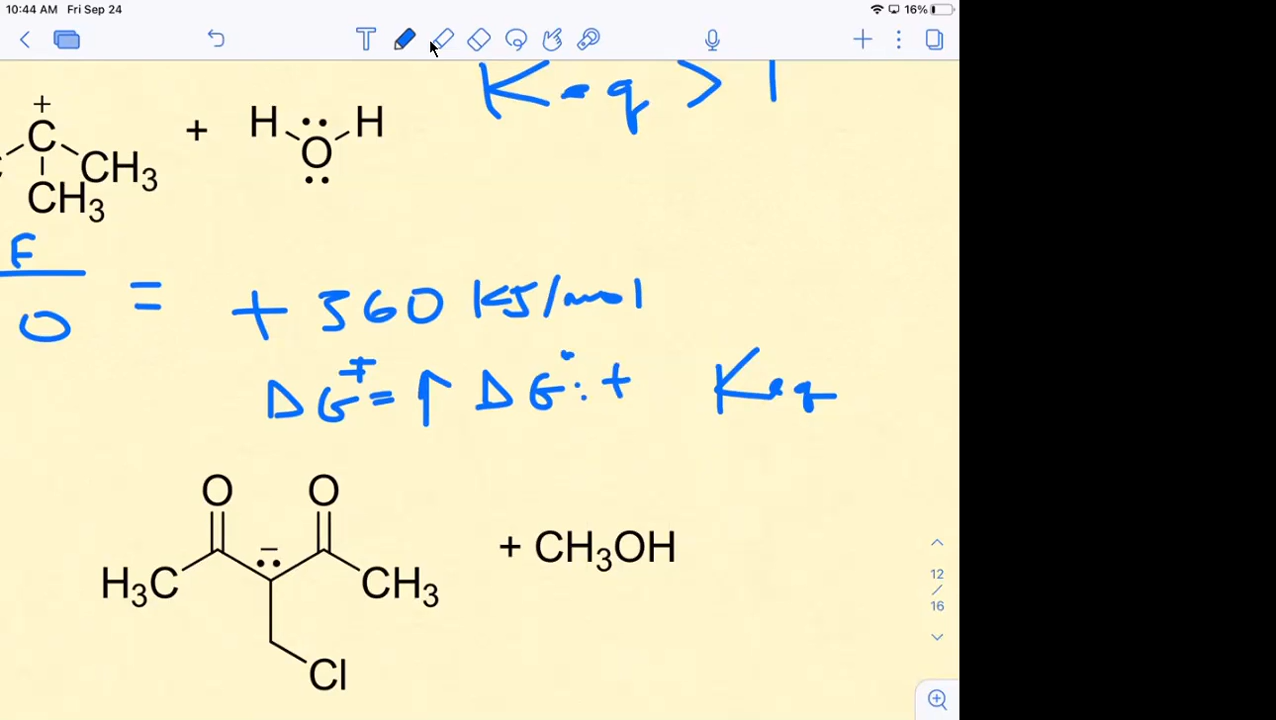 10:44 AM Fri Sep 24
16%
T
Keq > 1
+
C
CH3
CH3
+
H H
O
F
O
= + 360 KJ/mol
ΔG‡ = ↑ ΔG° : + Keq
O O
−
H3C CH3
+ CH3OH
Cl
12
/
16